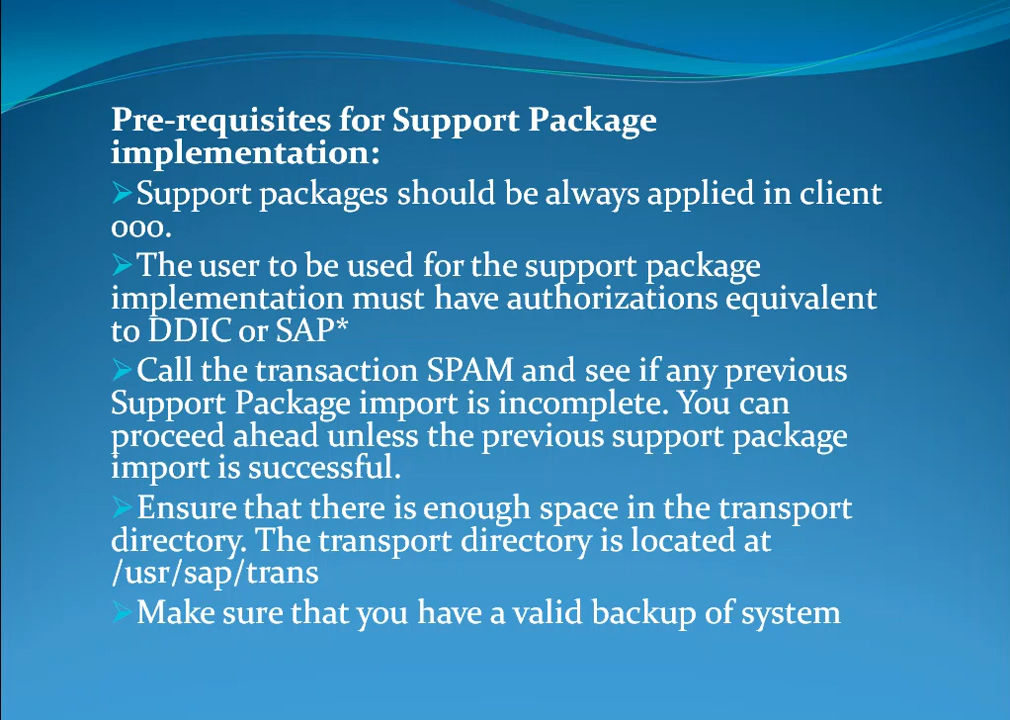 Pre-requisites for Support Package
implementation:
➤Support packages should be always applied in client
000.
➤The user to be used for the support package
implementation must have authorizations equivalent
to DDIC or SAP*
➤Call the transaction SPAM and see if any previous
Support Package import is incomplete. You can
proceed ahead unless the previous support package
import is successful.
➤Ensure that there is enough space in the transport
directory. The transport directory is located at
/usr/sap/trans
➤Make sure that you have a valid backup of system